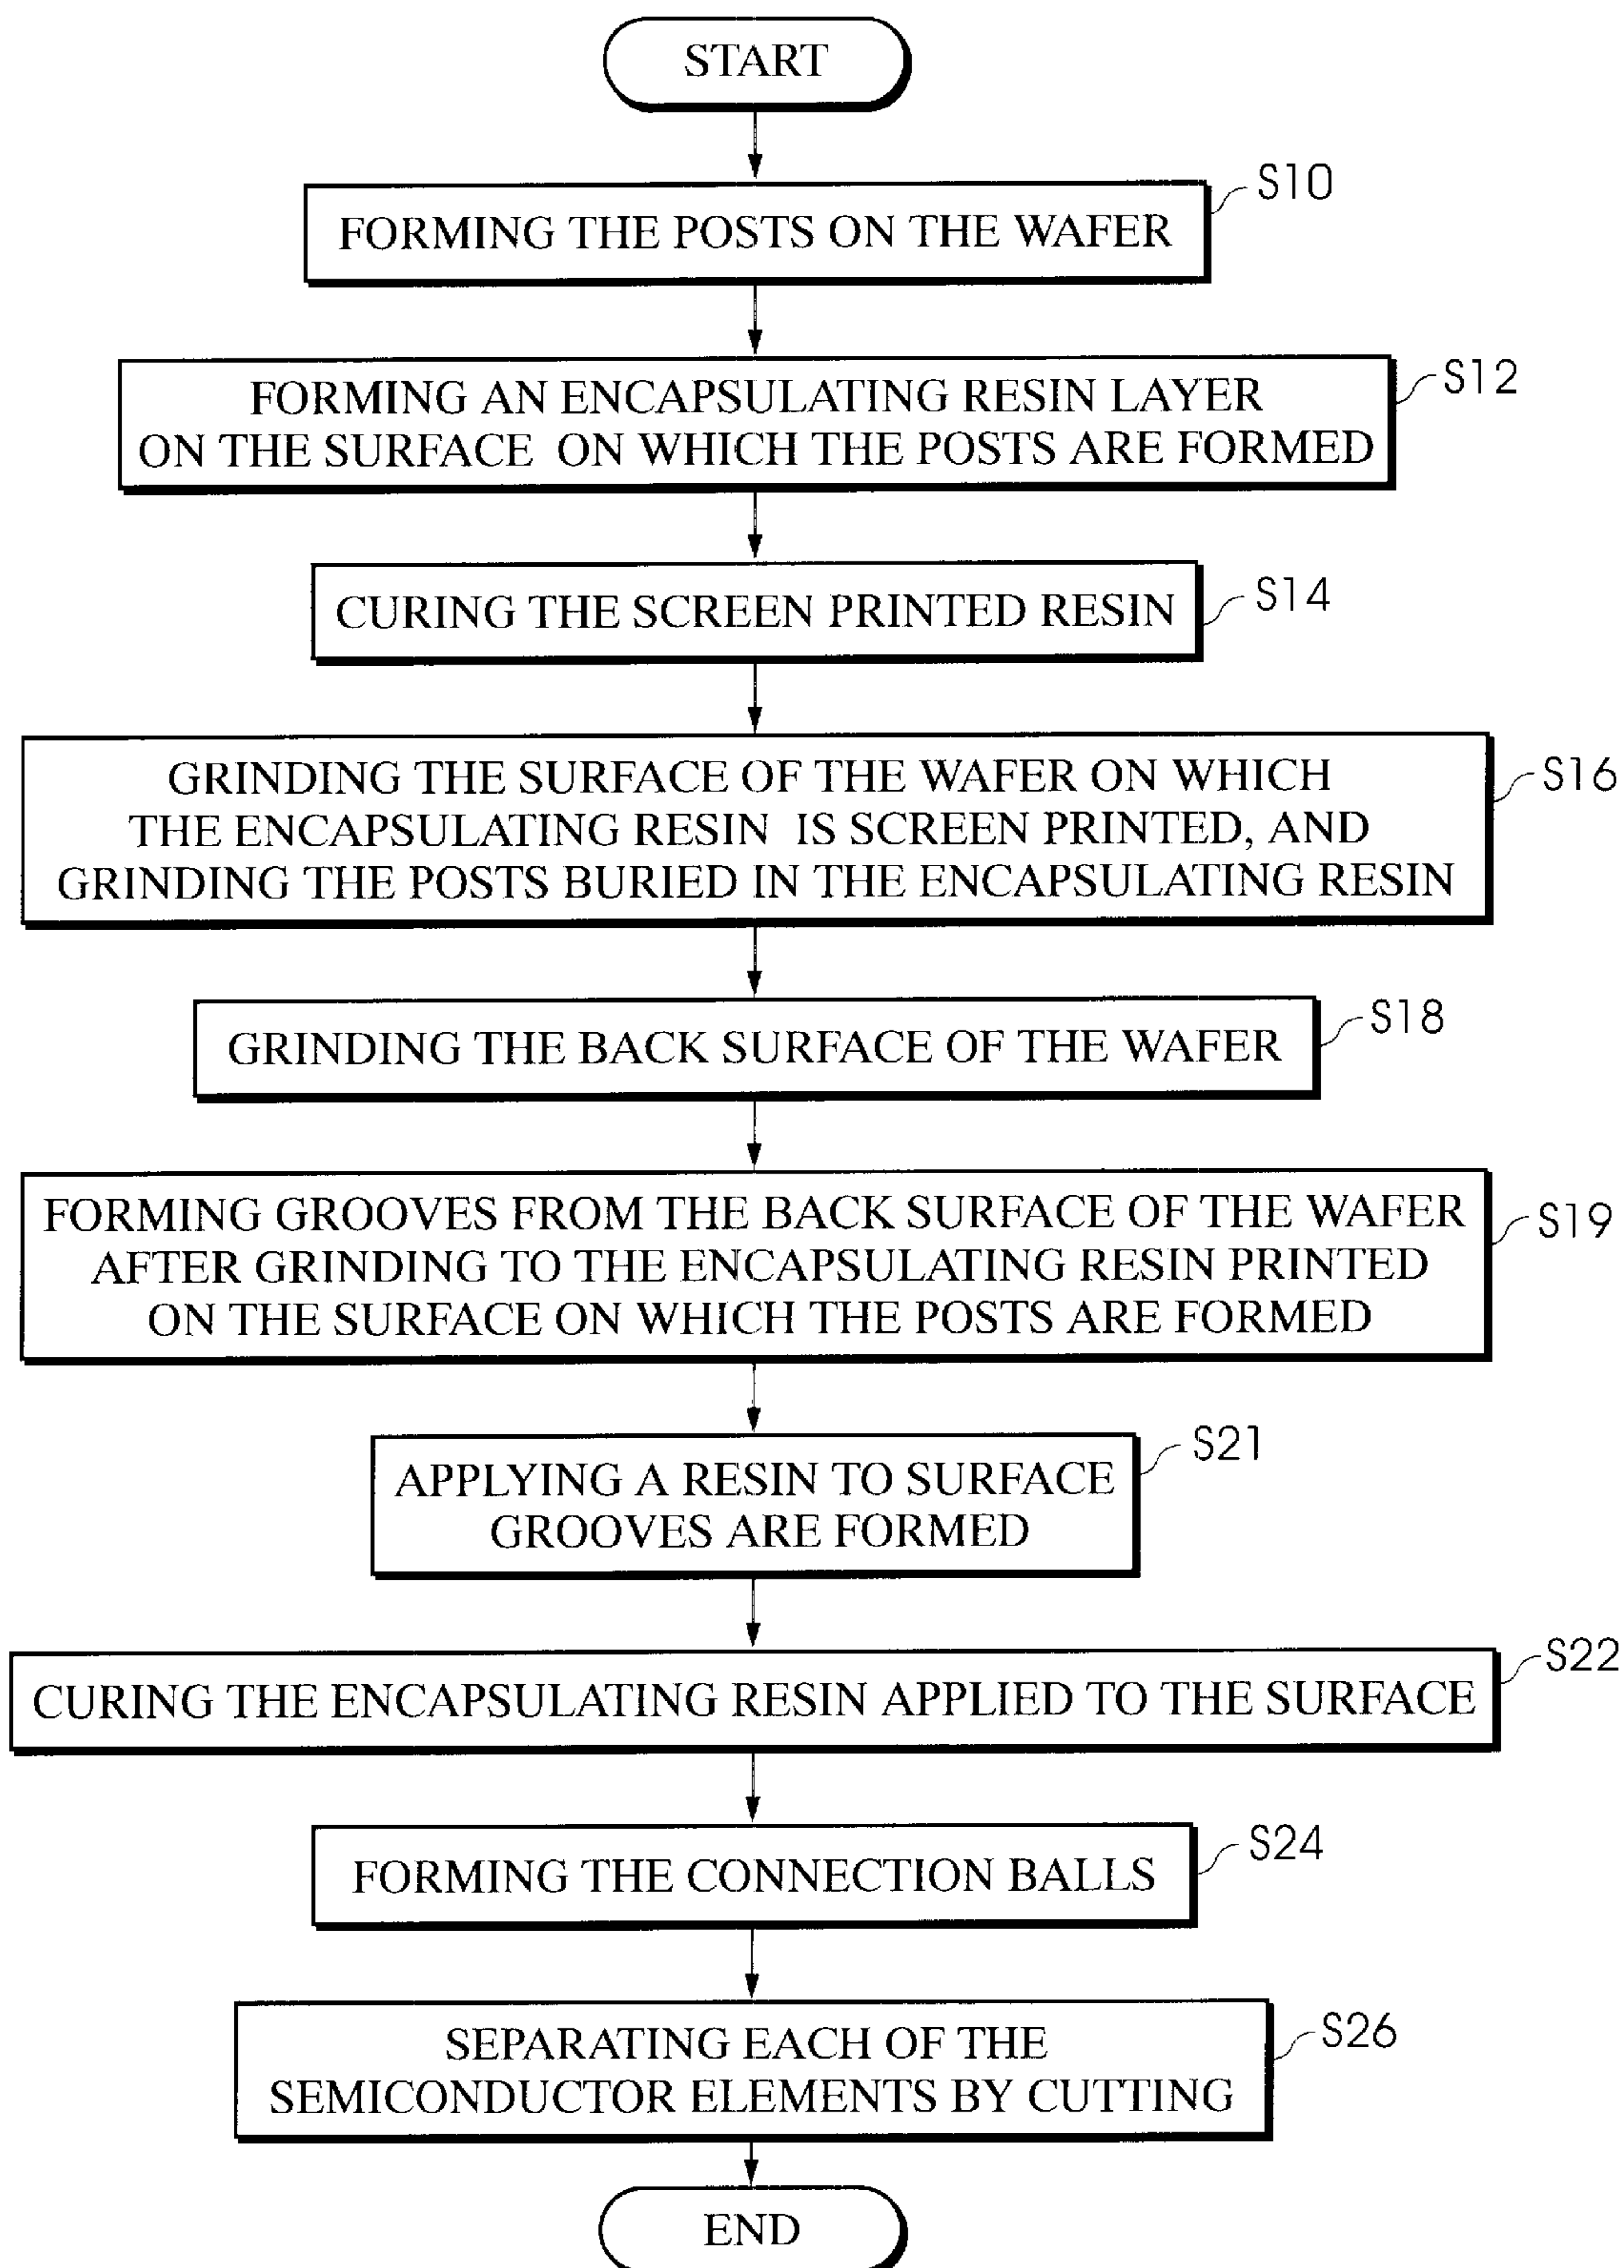 START
S10
FORMING THE POSTS ON THE WAFER
S12
FORMING AN ENCAPSULATING RESIN LAYER
ON THE SURFACE ON WHICH THE POSTS ARE FORMED
S14
CURING THE SCREEN PRINTED RESIN
S16
GRINDING THE SURFACE OF THE WAFER ON WHICH
THE ENCAPSULATING RESIN IS SCREEN PRINTED, AND
GRINDING THE POSTS BURIED IN THE ENCAPSULATING RESIN
S18
GRINDING THE BACK SURFACE OF THE WAFER
S19
FORMING GROOVES FROM THE BACK SURFACE OF THE WAFER
AFTER GRINDING TO THE ENCAPSULATING RESIN PRINTED
ON THE SURFACE ON WHICH THE POSTS ARE FORMED
S21
APPLYING A RESIN TO SURFACE
GROOVES ARE FORMED
S22
CURING THE ENCAPSULATING RESIN APPLIED TO THE SURFACE
S24
FORMING THE CONNECTION BALLS
S26
SEPARATING EACH OF THE
SEMICONDUCTOR ELEMENTS BY CUTTING
END